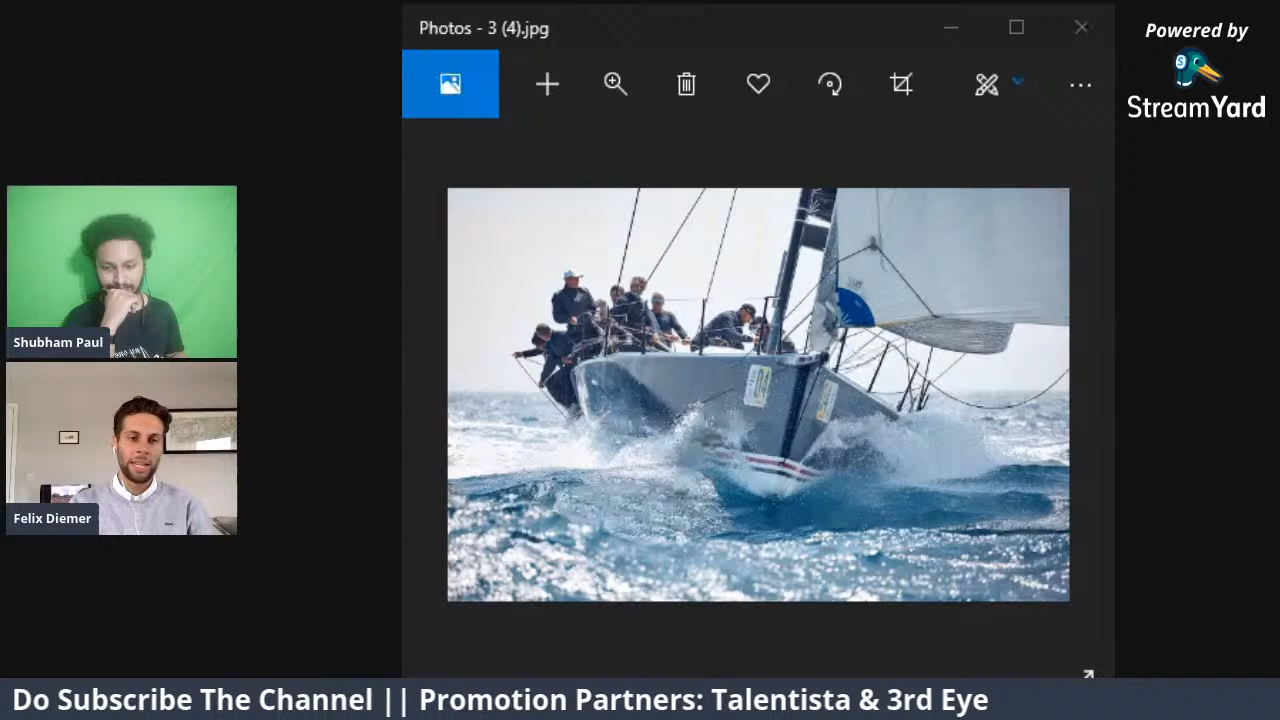 Photos - 3 (4).jpg
Powered by
StreamYard
Shubham Paul
Felix Diemer
Do Subscribe The Channel || Promotion Partners: Talentista & 3rd Eye